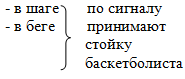 - в шаге по сигналу
- в беге принимают
стойку
баскетболиста